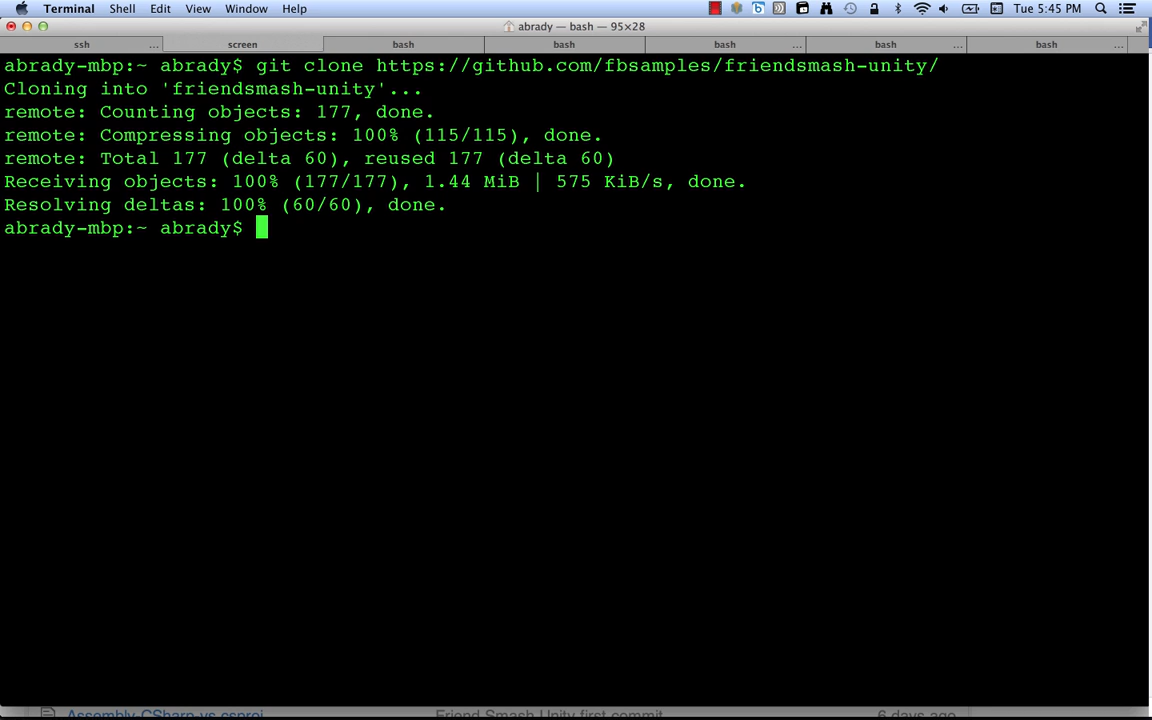 Terminal Shell Edit View Window Help Tue 5:45 PM
abrady — bash — 95×28
ssh ... screen bash bash bash ... bash ... bash ...
abrady-mbp:~ abrady$ git clone https://github.com/fbsamples/friendsmash-unity/
Cloning into 'friendsmash-unity'...
remote: Counting objects: 177, done.
remote: Compressing objects: 100% (115/115), done.
remote: Total 177 (delta 60), reused 177 (delta 60)
Receiving objects: 100% (177/177), 1.44 MiB | 575 KiB/s, done.
Resolving deltas: 100% (60/60), done.
abrady-mbp:~ abrady$
Assembly-CSharp-vs.csproj Friend Smash Unity first commit 6 days ago